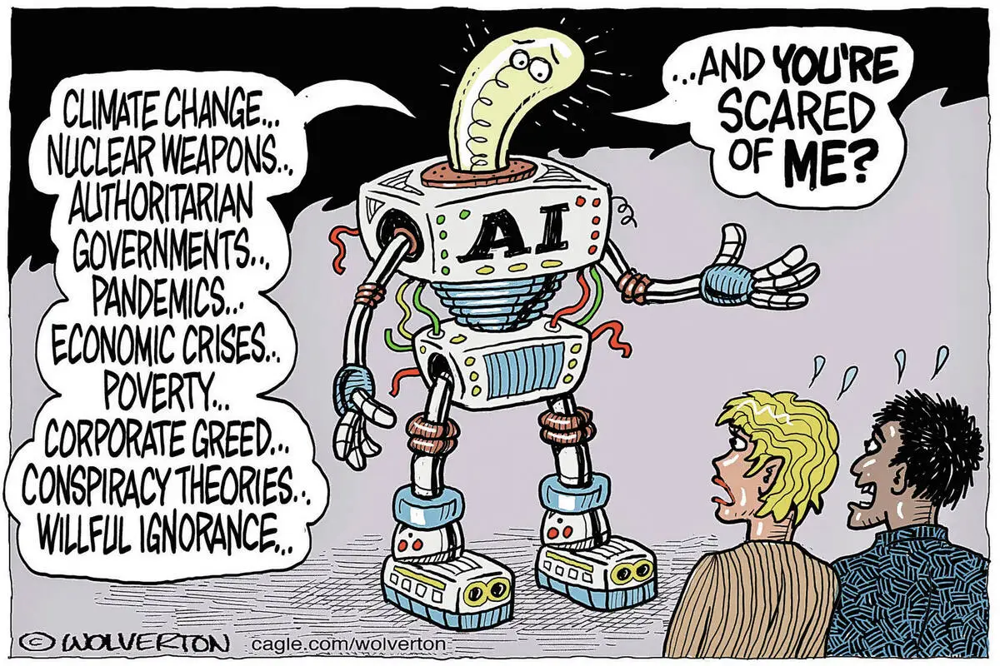 CLIMATE CHANGE...
NUCLEAR WEAPONS...
AUTHORITARIAN
GOVERNMENTS...
PANDEMICS...
ECONOMIC CRISES...
POVERTY...
CORPORATE GREED...
CONSPIRACY THEORIES...
WILLFUL IGNORANCE...
...AND YOU'RE
SCARED
OF ME?
AI
© WOLVERTON cagle.com/wolverton